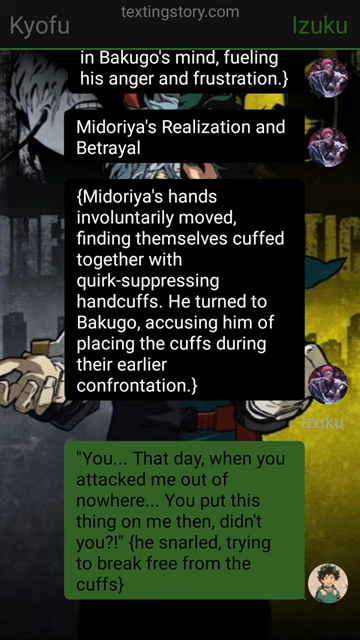 textingstory.com
Kyofu
Izuku
in Bakugo's mind, fueling
his anger and frustration.}
Midoriya's Realization and
Betrayal
{Midoriya's hands
involuntarily moved,
finding themselves cuffed
together with
quirk-suppressing
handcuffs. He turned to
Bakugo, accusing him of
placing the cuffs during
their earlier
confrontation.}
Izuku
"You... That day, when you
attacked me out of
nowhere... You put this
thing on me then, didn't
you?!" {he snarled, trying
to break free from the
cuffs}